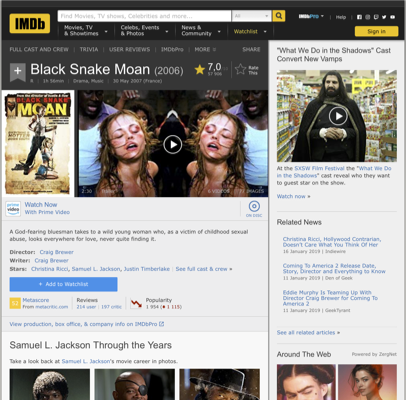 IMDb
Find Movies, TV shows, Celebrities and more...
All
IMDbPro
Help
Movies, TV
& Showtimes
Celebs, Events
& Photos
News &
Community
Watchlist
Sign in
FULL CAST AND CREW
TRIVIA
USER REVIEWS
IMDbPro
MORE
SHARE
Black Snake Moan (2006)
7,0
Rate
This
1h 56min
Drama, Music
30 May 2007 (France)
BLACK SNAKE
MOAN
2:30
IMAGES
Watch Now
With Prime Video
prime video
ON DISC
A God-fearing bluesman takes to a wild young woman who, as a victim of childhood sexual
abuse, looks everywhere for love, never quite finding it.
Director: Craig Brewer
Writer: Craig Brewer
Stars: Christina Ricci, Samuel L. Jackson, Justin Timberlake
See full cast & crew »
+ Add to Watchlist
52
Metascore
From metacritic.com
Reviews
214 user
197 critic
Popularity
1 954
115
View production, box office, & company info on IMDbPro
Samuel L. Jackson Through the Years
Take a look back at Samuel L. Jackson's movie career in photos.
"What We Do in the Shadows" Cast
Convert New Vamps
At the SXSW Film Festival the "What We Do
in the Shadows" cast reveal who they want
to guest star on the show.
Watch now »
Related News
Christina Ricci, Hollywood Contrarian,
Doesn't Care What You Think Of Her
16 January 2019 | Indiewire
Coming To America 2 Release Date,
Story, Director and Everything to Know
11 January 2019 | Den of Geek
Eddie Murphy Is Teaming Up With
Director Craig Brewer for Coming To
America 2
11 January 2019 | GeekTyrant
See all related articles »
Around The Web
Powered by ZergNet